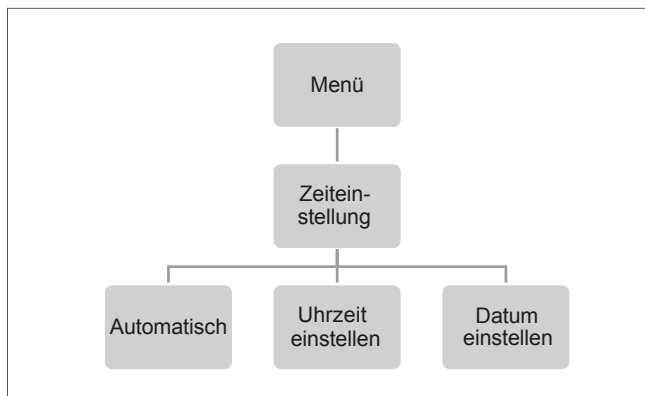 Menü
Zeitein-
stellung
Automatisch
Uhrzeit
einstellen
Datum
einstellen